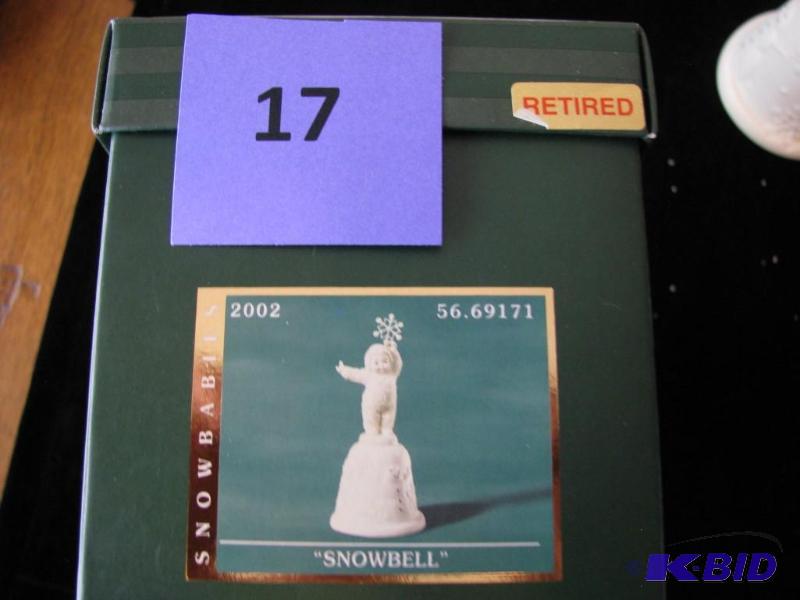 17
RETIRED
2002 56.69171
SNOWBABIES
"SNOWBELL"
K-BID